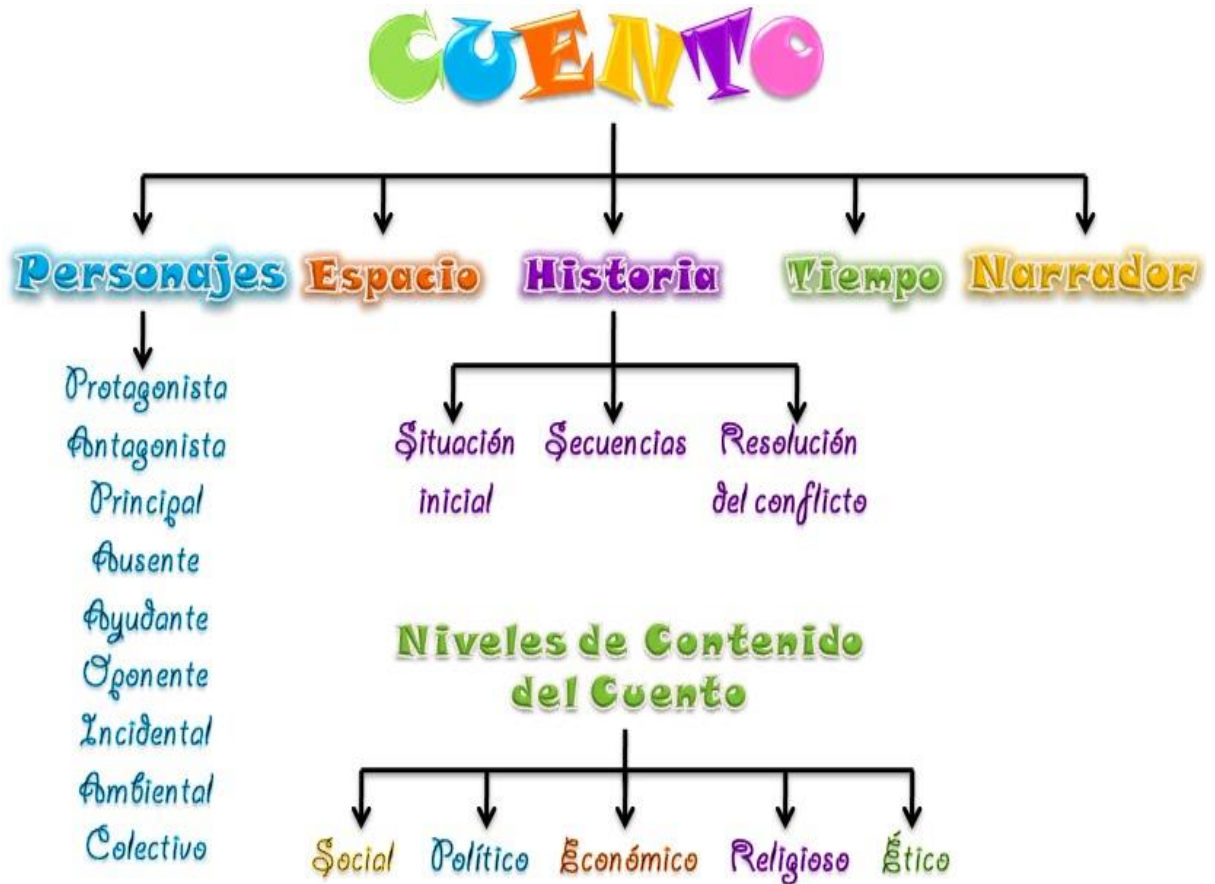 CUENTO
Personajes Espacio Historia Tiempo Narrador
Protagonista
Antagonista
Principal
Ausente
Ayudante
Oponente
Incidental
Ambiental
Colectivo
Situación
inicial
Secuencias
Resolución
del conflicto
Niveles de Contenido
del Cuento
Social Político Económico Religioso Ético